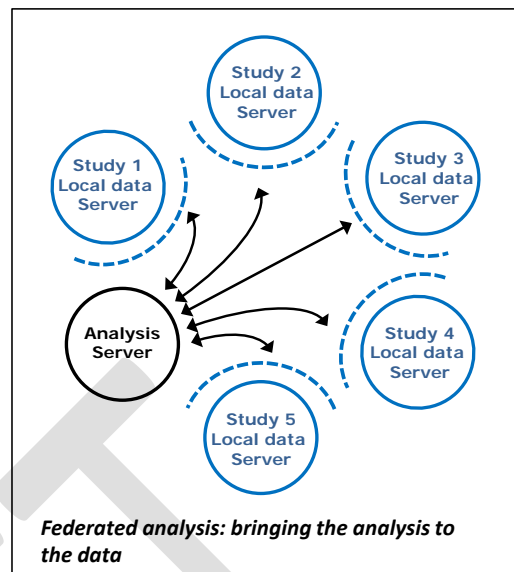 Study 2
Local data
Server
Study 1
Local data
Server
Study 3
Local data
Server
Analysis
Server
Study 4
Local data
Server
Study 5
Local data
Server
Federated analysis: bringing the analysis to
the data